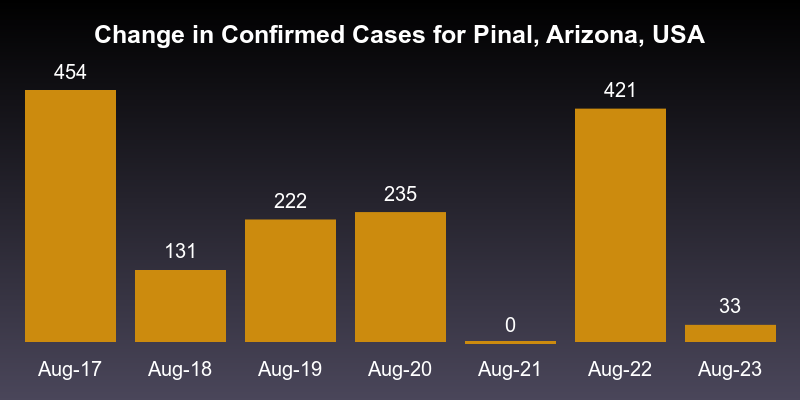 Change in Confirmed Cases for Pinal, Arizona, USA
454
131
222
235
0
421
33
Aug-17
Aug-18
Aug-19
Aug-20
Aug-21
Aug-22
Aug-23